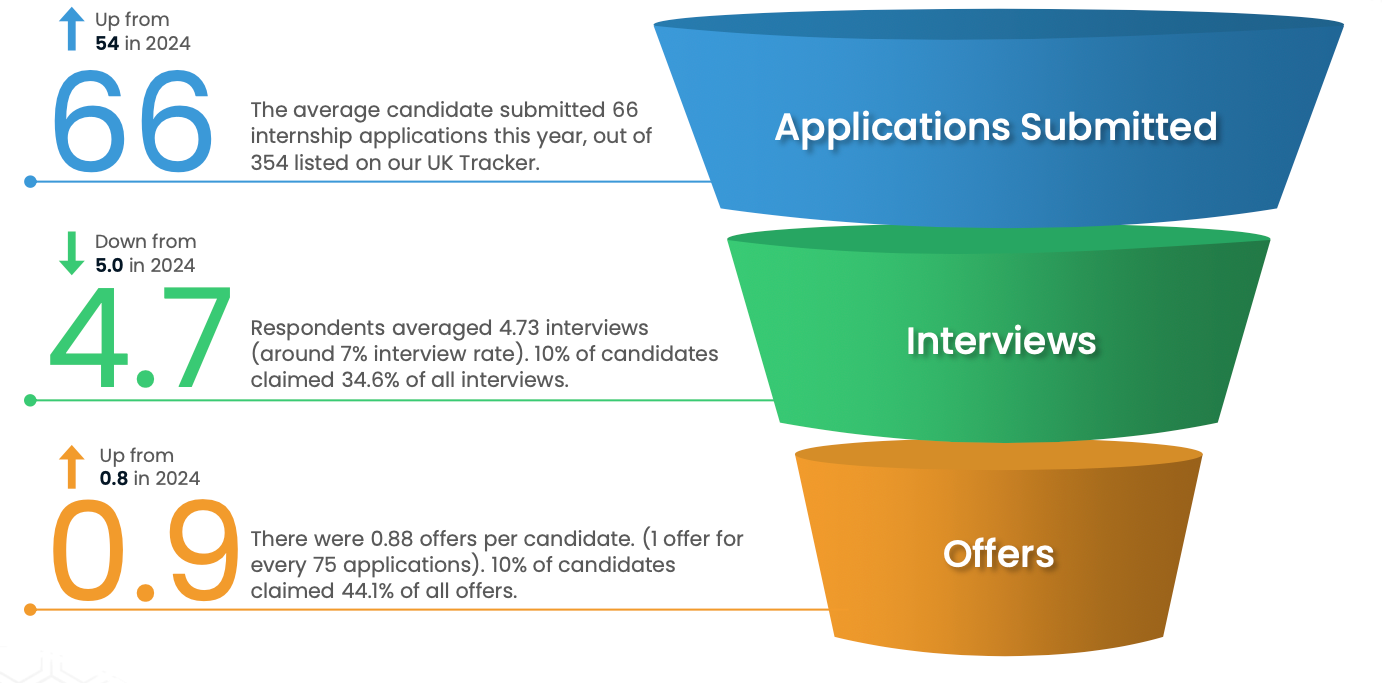 Up from
54 in 2024
66
The average candidate submitted 66
internship applications this year, out of
354 listed on our UK Tracker.
Applications Submitted
Down from
5.0 in 2024
4.7
Respondents averaged 4.73 interviews
(around 7% interview rate). 10% of candidates
claimed 34.6% of all interviews.
Interviews
Up from
0.8 in 2024
0.9
There were 0.88 offers per candidate. (1 offer for
every 75 applications). 10% of candidates
claimed 44.1% of all offers.
Offers